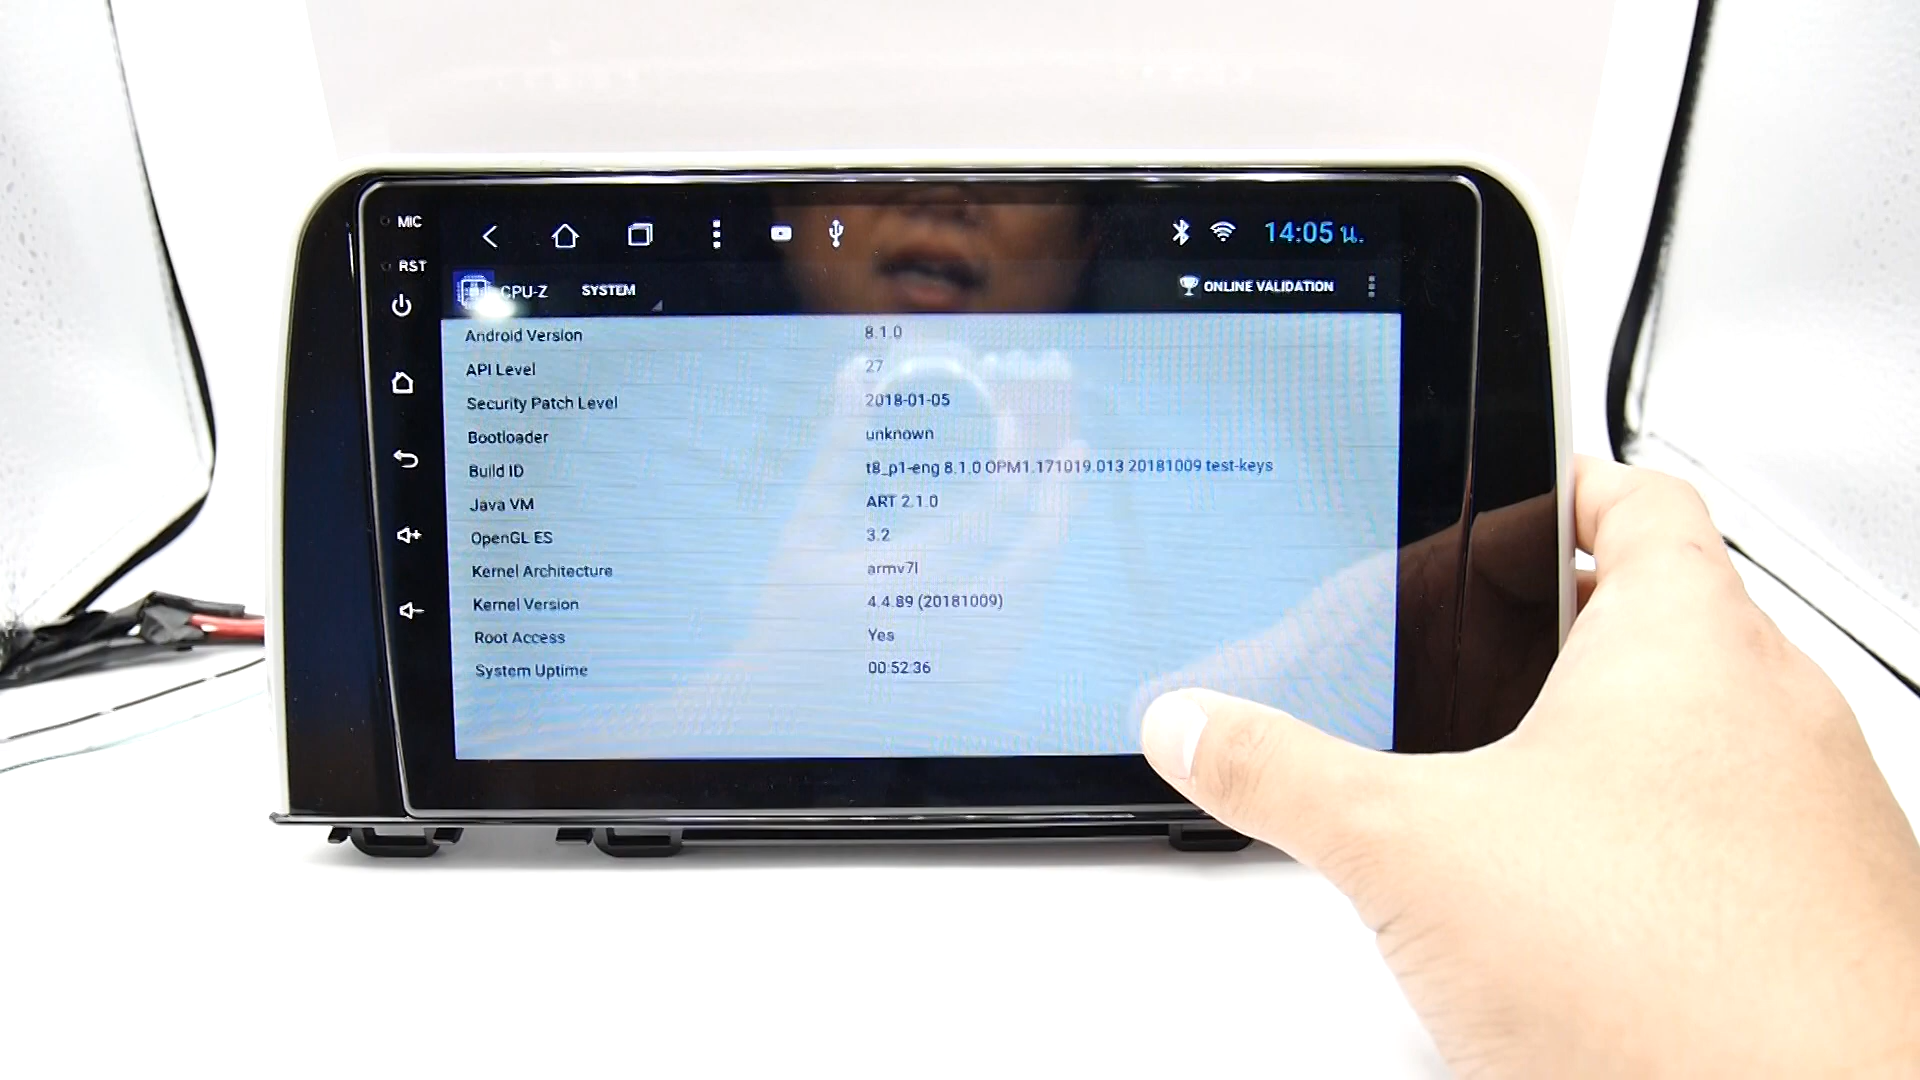 MIC
RST
14:05 น.
CPU-Z SYSTEM ONLINE VALIDATION
Android Version 8.1.0
API Level 27
Security Patch Level 2018-01-05
Bootloader unknown
Build ID t8_p1-eng 8.1.0 OPM1.171019.013 20181009 test-keys
Java VM ART 2.1.0
OpenGL ES 3.2
Kernel Architecture armv7l
Kernel Version 4.4.89 (20181009)
Root Access Yes
System Uptime 00:52:36